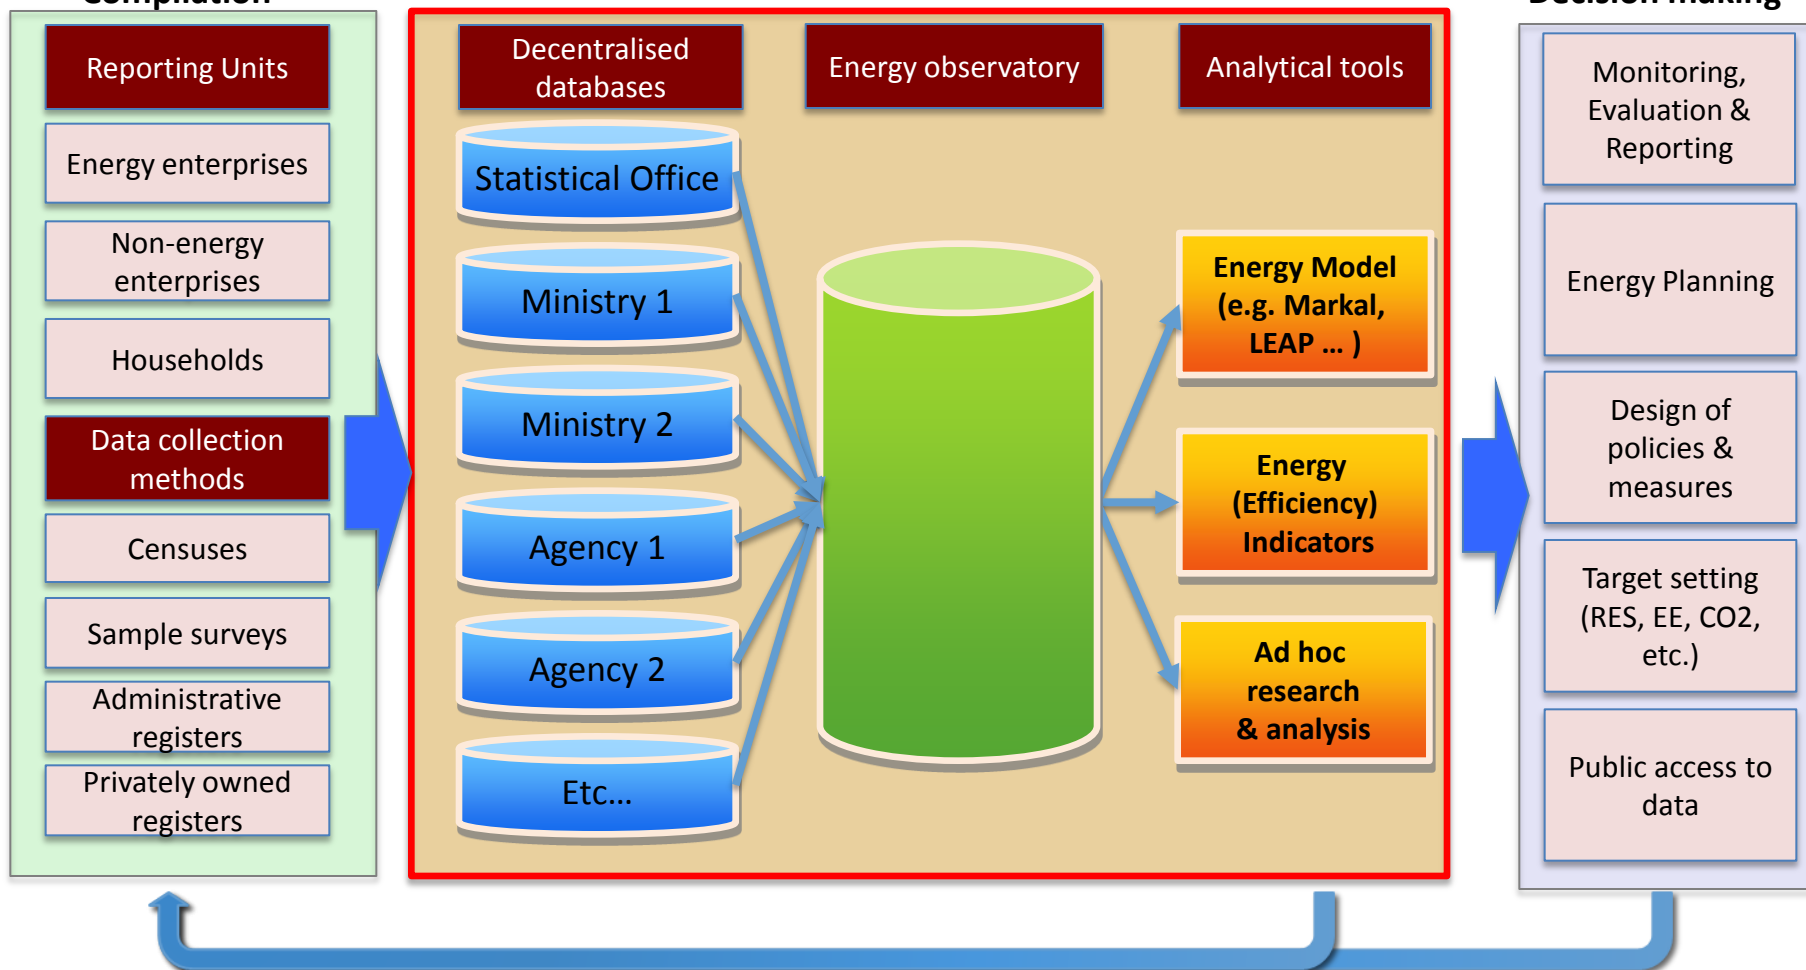 Compilation
Reporting Units
Energy enterprises
Non-energy
enterprises
Households
Data collection
methods
Censuses
Sample surveys
Administrative
registers
Privately owned
registers
Decentralised
databases
Statistical Office
Ministry 1
Ministry 2
Agency 1
Agency 2
Etc...
Energy observatory
Analytical tools
Energy Model
(e.g. Markal,
LEAP ... )
Energy
(Efficiency)
Indicators
Ad hoc
research
& analysis
Decision making
Monitoring,
Evaluation &
Reporting
Energy Planning
Design of
policies &
measures
Target setting
(RES, EE, CO2,
etc.)
Public access to
data